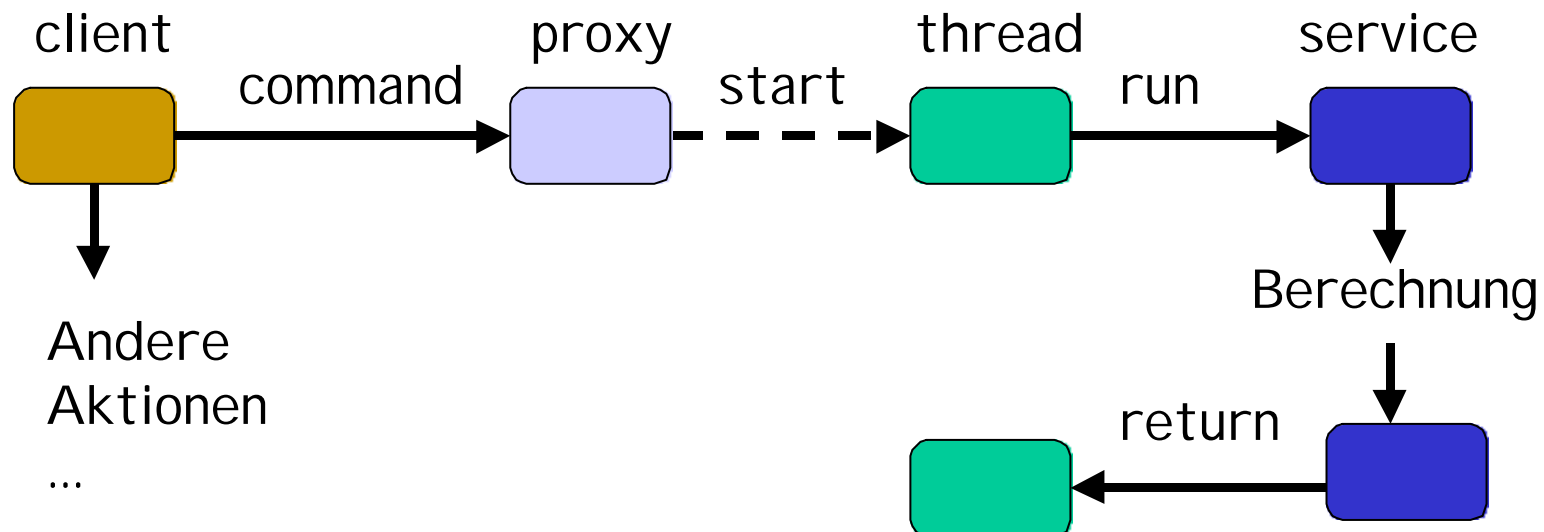 client
proxy
thread
service
command
start
run
Berechnung
Andere
Aktionen
...
return